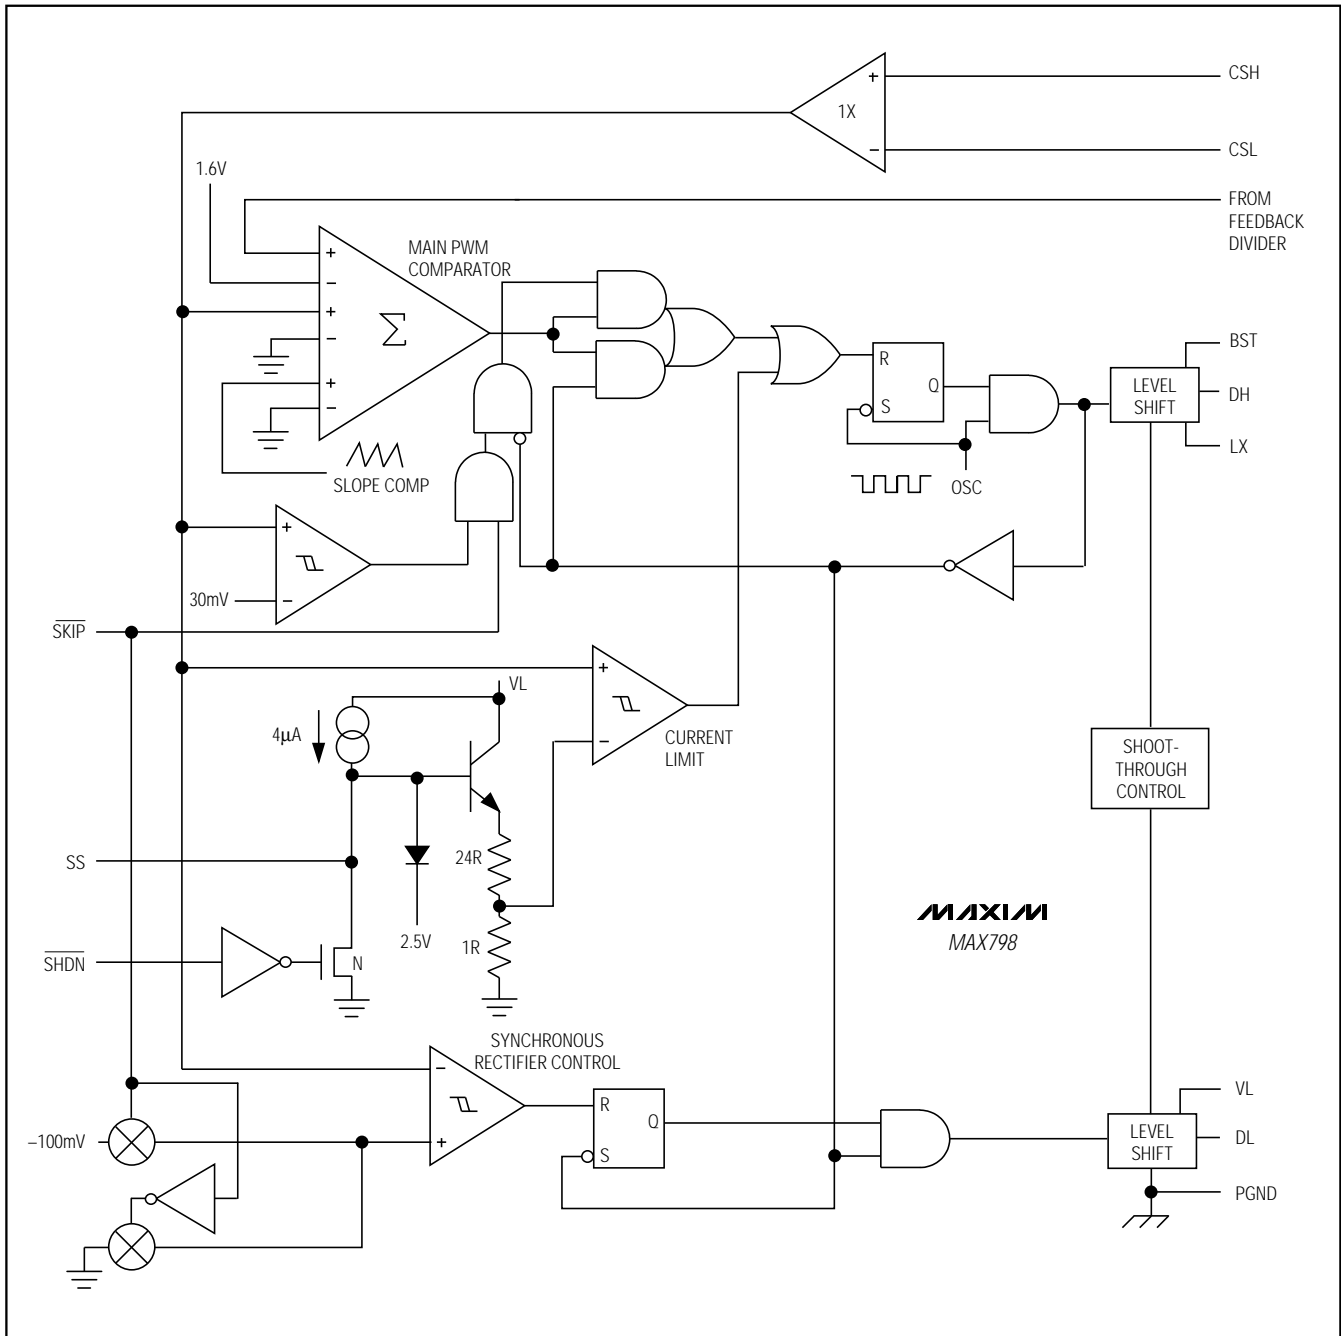 CSH
1X
+
−
CSL
1.6V
FROM
FEEDBACK
DIVIDER
MAIN PWM
COMPARATOR
+
−
+
−
+
−
Σ
BST
R
Q
S
LEVEL
SHIFT
DH
LX
SLOPE COMP
OSC
+
−
30mV
SKIP
VL
+
−
4µA
CURRENT
LIMIT
SHOOT-
THROUGH
CONTROL
SS
24R
2.5V
1R
MAXIM
MAX798
SHDN
N
SYNCHRONOUS
RECTIFIER CONTROL
−
+
R
Q
S
–100mV
VL
LEVEL
SHIFT
DL
PGND